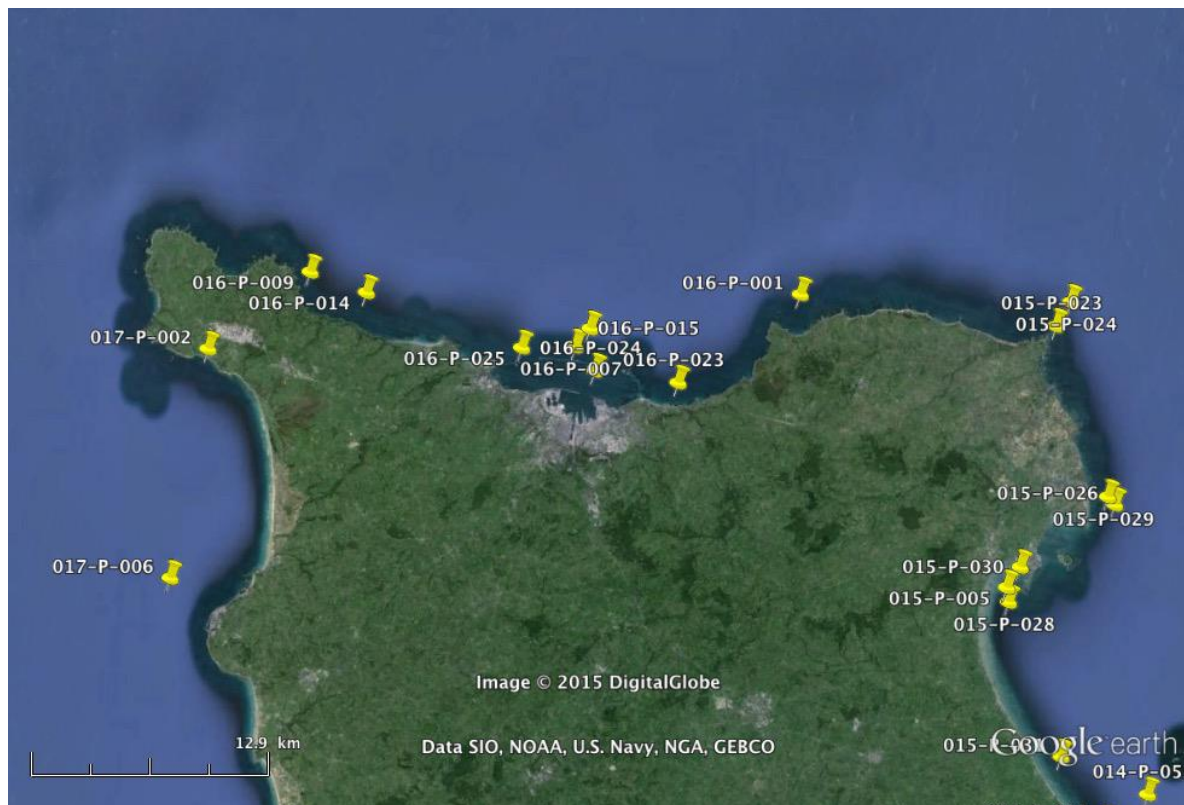 016-P-001
016-P-009
015-P-023
016-P-014
015-P-024
016-P-015
017-P-002
016-P-024
016-P-025
016-P-023
016-P-007
015-P-026
015-P-029
017-P-006
015-P-030
015-P-005
015-P-028
Image © 2015 DigitalGlobe
12.9 km
Data SIO, NOAA, U.S. Navy, NGA, GEBCO
Google earth
014-P-05